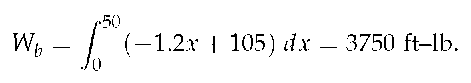 W_b = ∫_0^50 (−1.2x + 105) dx = 3750 ft–lb.